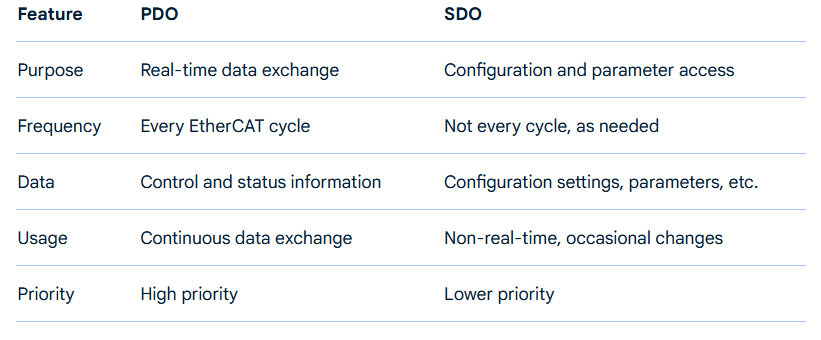 Feature PDO SDO
Purpose Real-time data exchange Configuration and parameter access
Frequency Every EtherCAT cycle Not every cycle, as needed
Data Control and status information Configuration settings, parameters, etc.
Usage Continuous data exchange Non-real-time, occasional changes
Priority High priority Lower priority